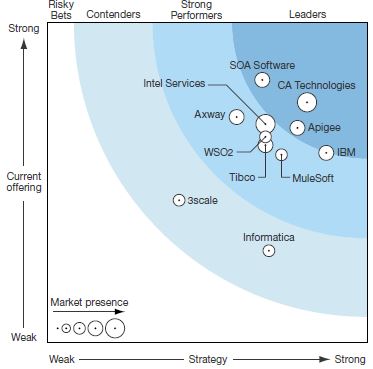 Risky
Bets
Contenders
Strong
Performers
Leaders
Strong
SOA Software
Intel Services
CA Technologies
Axway
Apigee
WSO2
IBM
Current
offering
Tibco
MuleSoft
3scale
Informatica
Market presence
Weak
Weak
Strategy
Strong